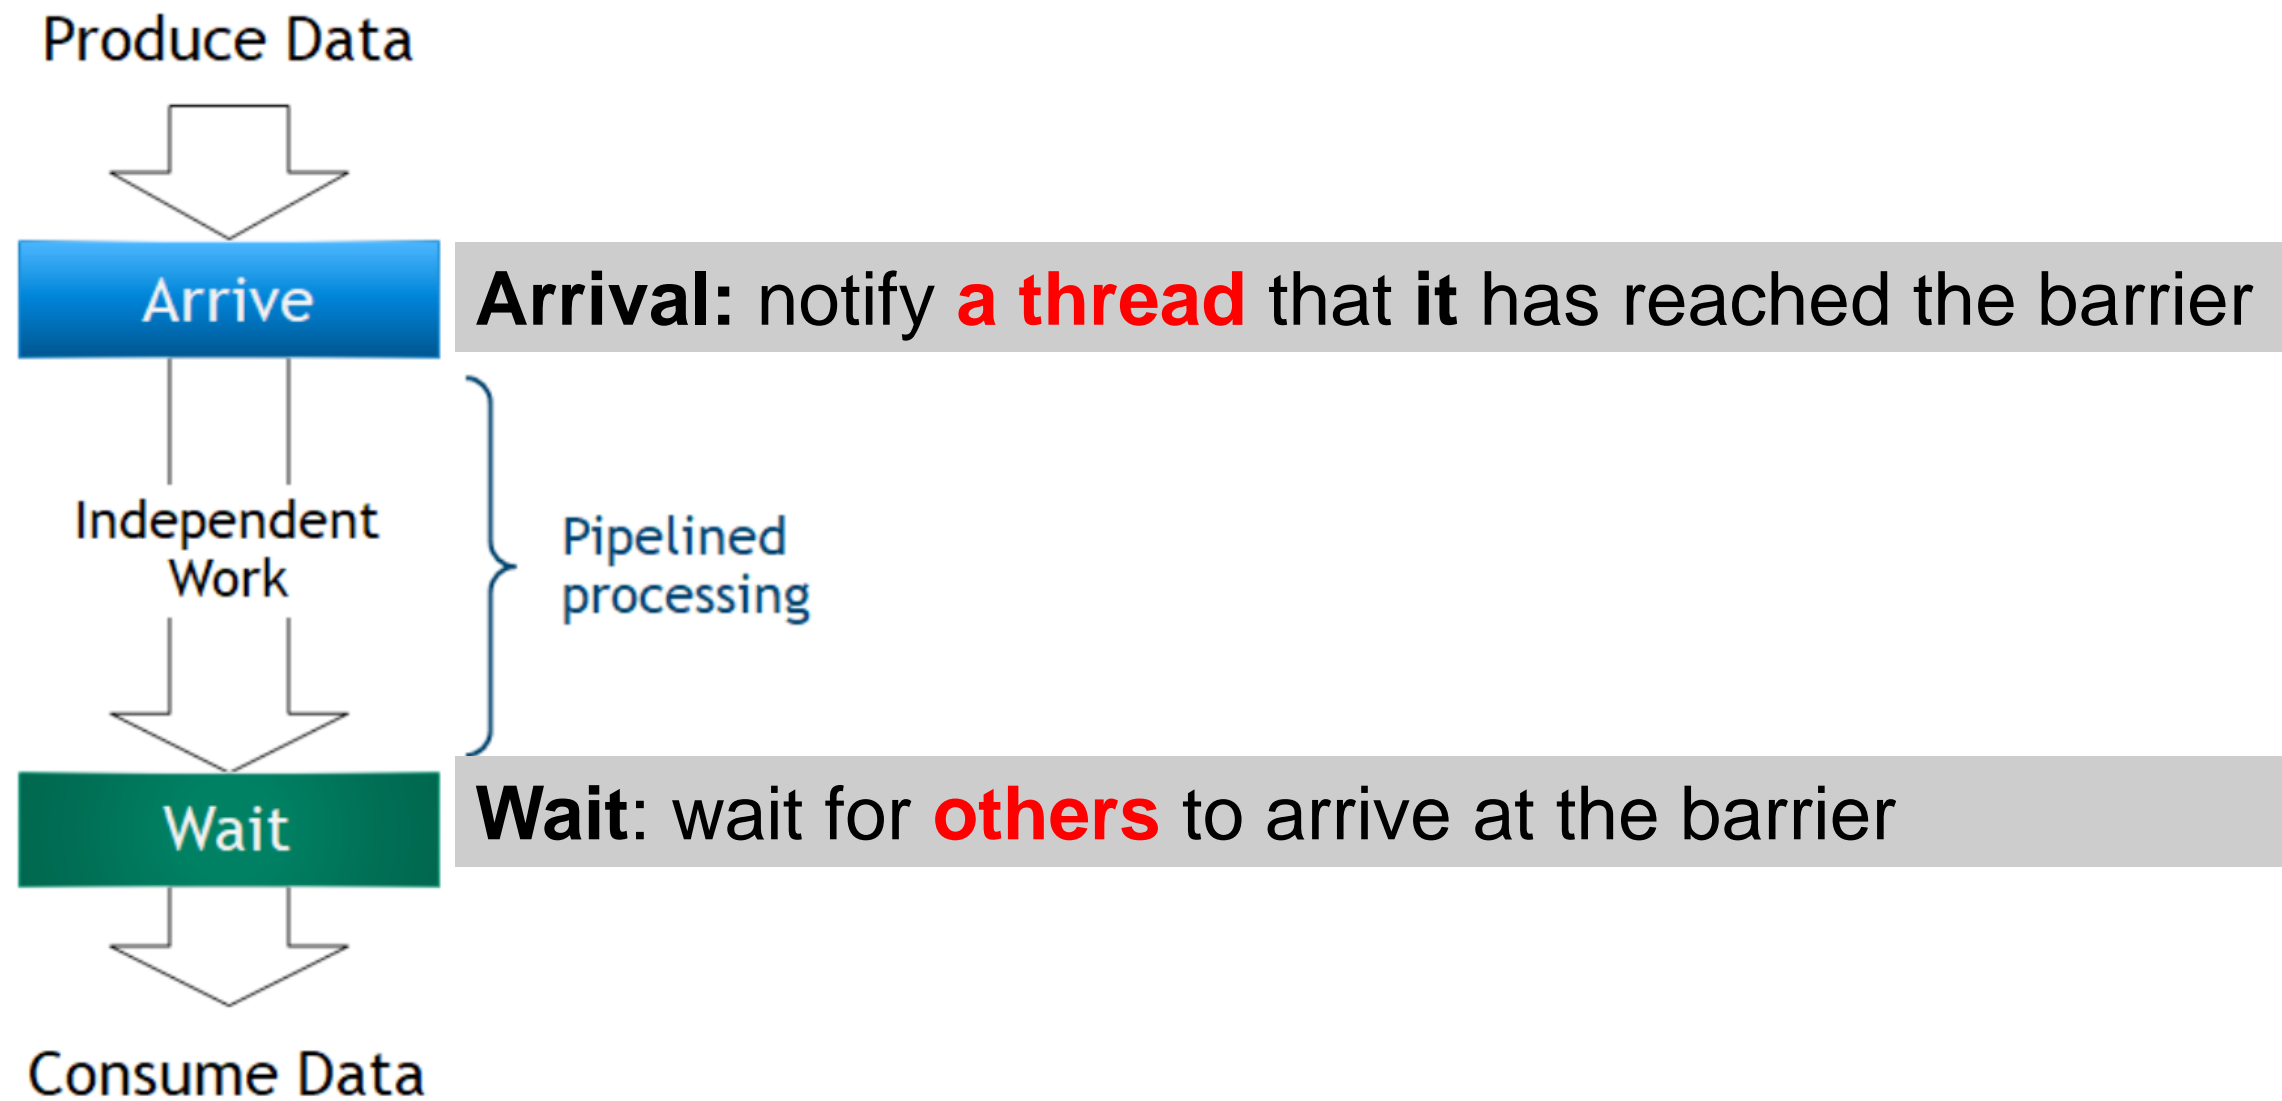 Produce Data
Arrive
Arrival: notify a thread that it has reached the barrier
Independent
Work
Pipelined
processing
Wait
Wait: wait for others to arrive at the barrier
Consume Data